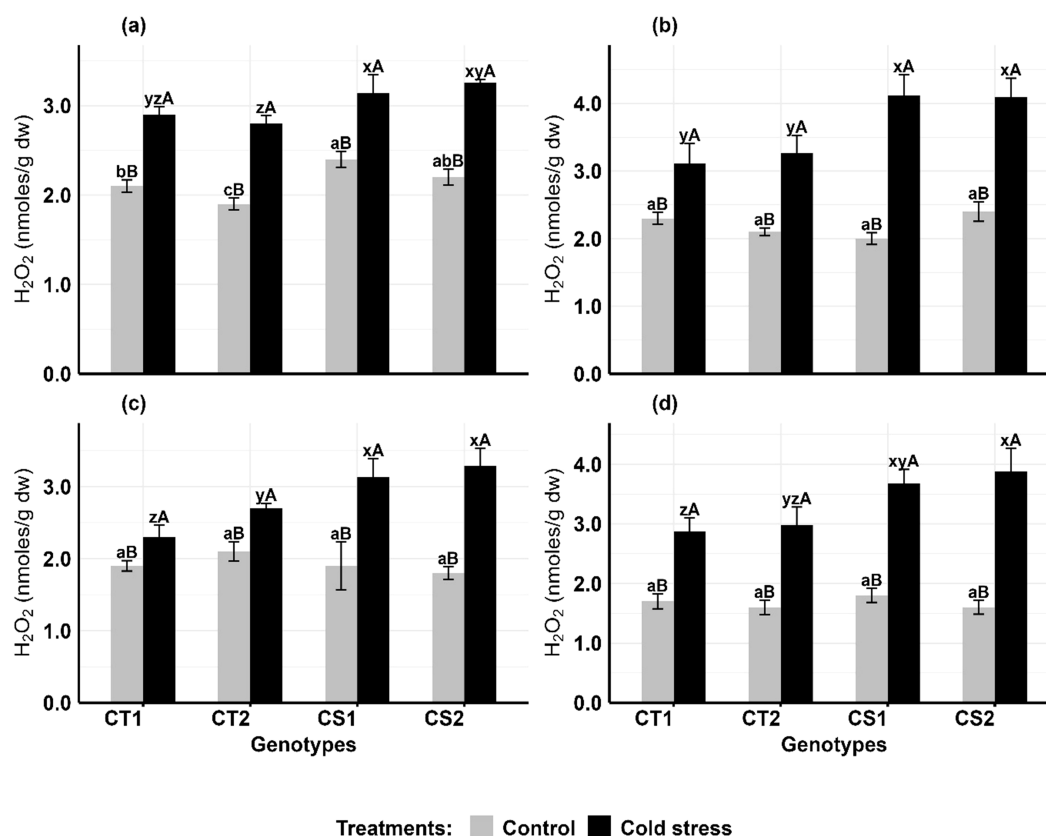 (a)
H₂O₂ (nmoles/g dw)
3.0
2.0
1.0
0.0
yzA
bB
zA
cB
xA
aB
xyA
abB
(b)
H₂O₂ (nmoles/g dw)
4.0
3.0
2.0
1.0
0.0
yA
aB
yA
aB
xA
aB
xA
aB
(c)
H₂O₂ (nmoles/g dw)
3.0
2.0
1.0
0.0
zA
aB
yA
aB
xA
aB
xA
aB
CT1 CT2 CS1 CS2
Genotypes
(d)
H₂O₂ (nmoles/g dw)
4.0
3.0
2.0
1.0
0.0
zA
aB
yzA
aB
xyA
aB
xA
aB
CT1 CT2 CS1 CS2
Genotypes
Treatments: Control Cold stress